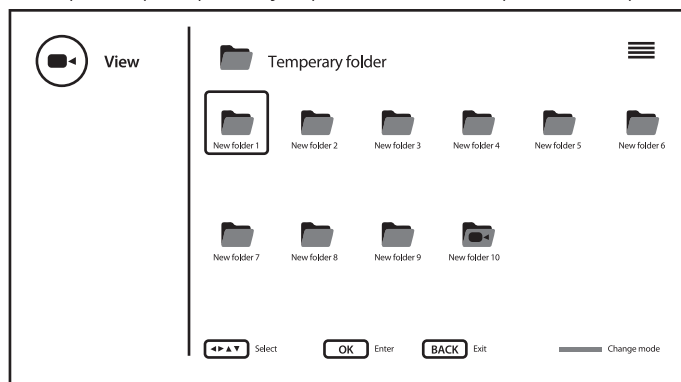 View
Temperary folder
New folder 1 New folder 2 New folder 3 New folder 4 New folder 5 New folder 6
New folder 7 New folder 8 New folder 9 New folder 10
Select OK Enter BACK Exit Change mode